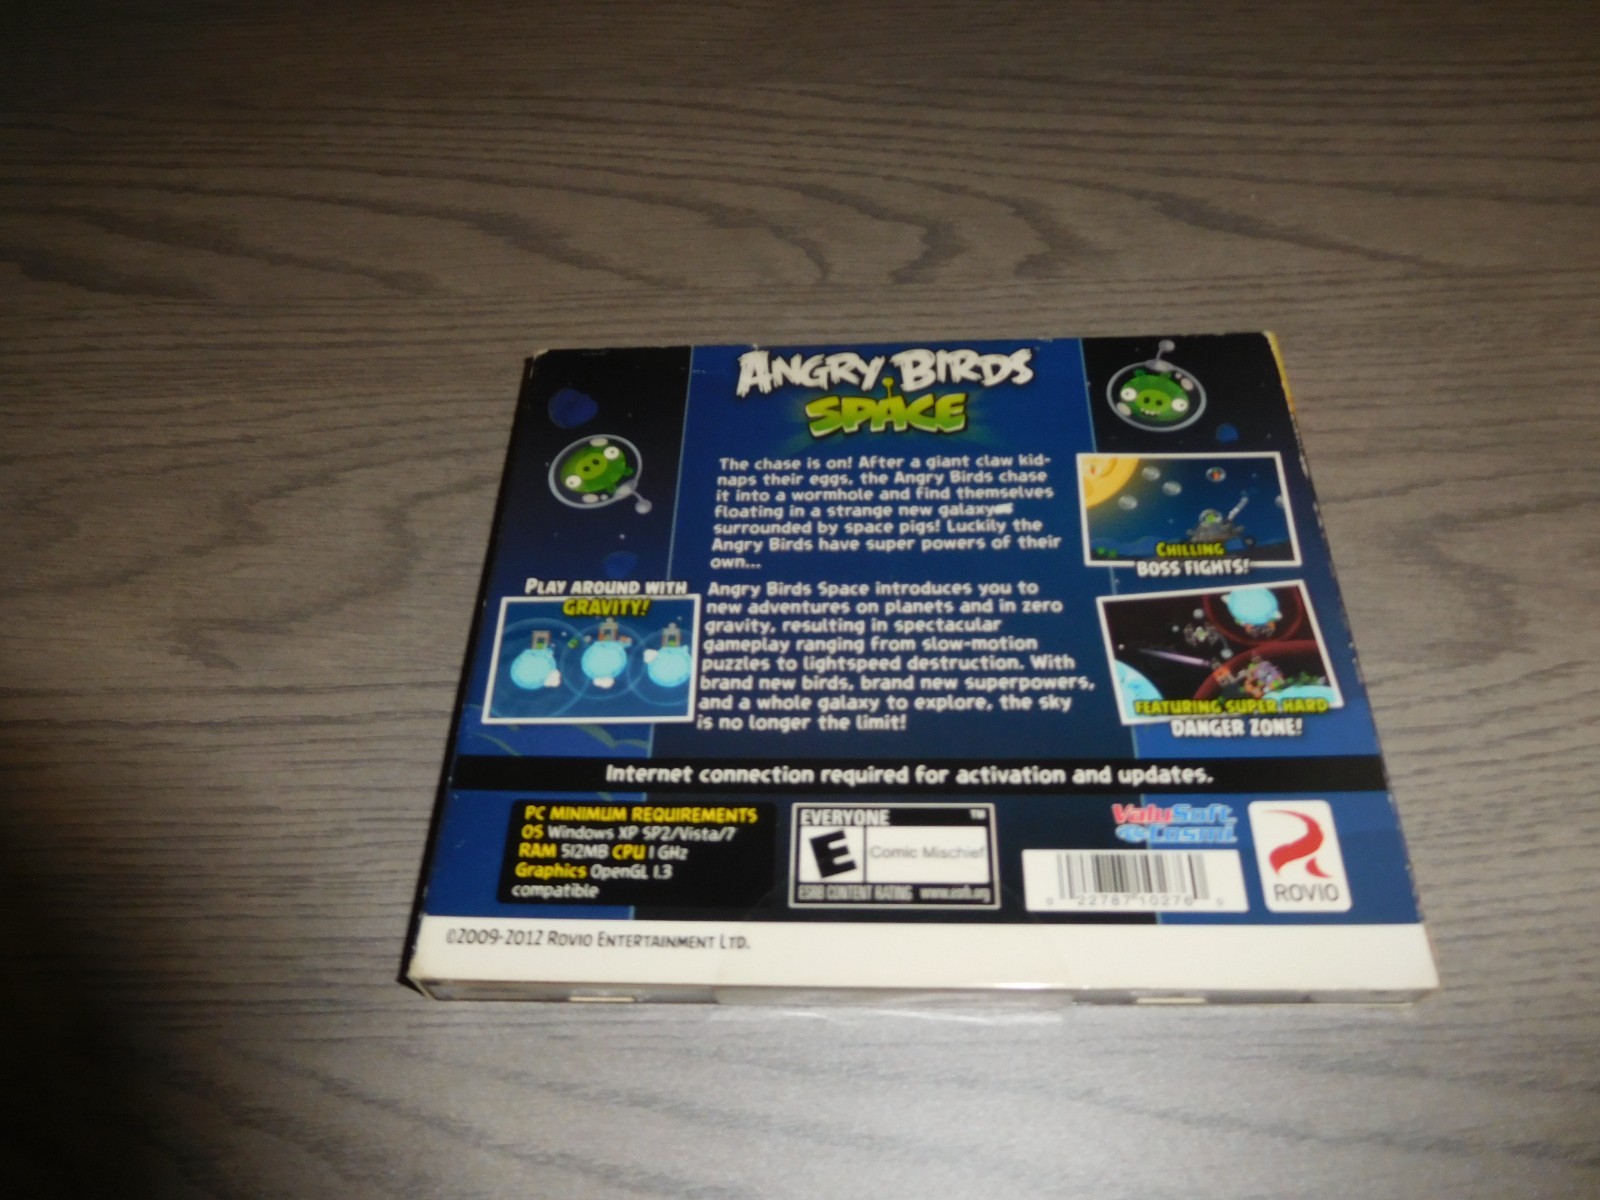 ANGRY BIRDS
SPACE
The chase is on! After a giant claw kid-
naps their eggs, the Angry Birds chase
it into a wormhole and find themselves
floating in a strange new galaxy
surrounded by space pigs! Luckily the
Angry Birds have super powers of their
own...
Angry Birds Space introduces you to
new adventures on planets and in zero
gravity, resulting in spectacular
gameplay ranging from slow-motion
puzzles to lightspeed destruction. With
brand new birds, brand new superpowers,
and a whole galaxy to explore, the sky
is no longer the limit!
PLAY AROUND WITH
GRAVITY!
CHILLING
BOSS FIGHTS!
FEATURING SUPER HARD
DANGER ZONE!
Internet connection required for activation and updates.
PC MINIMUM REQUIREMENTS
OS Windows XP SP2/Vista/7
RAM 512MB CPU 1 GHz
Graphics OpenGL 1.3
compatible
EVERYONE TM
E Comic Mischief
ESRB CONTENT RATING www.esrb.org
ValuSoft
Cosmi
0 22787 10276 0
ROVIO
©2009-2012 ROVIO ENTERTAINMENT LTD.